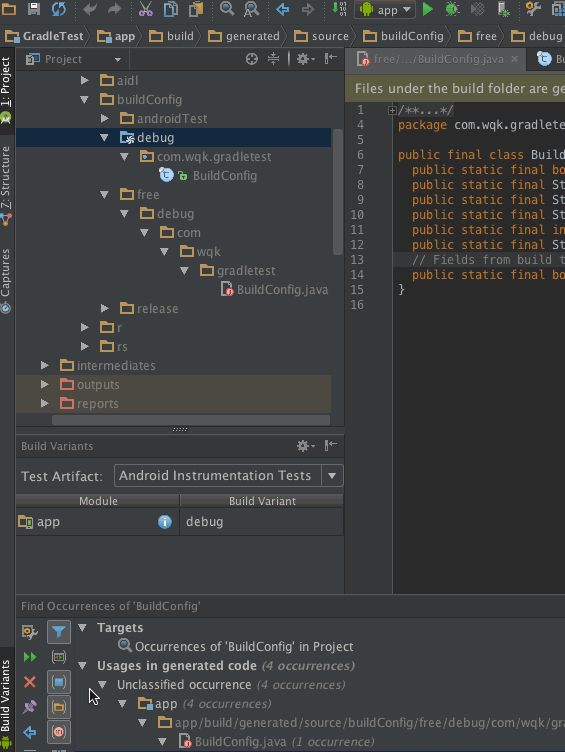 app
GradleTest app build generated source buildConfig free debug
1: Project
Project
free/.../BuildConfig.java
Files under the build folder are ge
aidl
buildConfig
androidTest
debug
com.wqk.gradletest
BuildConfig
free
debug
com
wqk
gradletest
BuildConfig.java
release
r
rs
intermediates
outputs
reports
1 /**...*/
4 package com.wqk.gradlete
5
6 public final class Build
7 public static final bo
8 public static final St
9 public static final St
10 public static final St
11 public static final in
12 public static final St
13 // Fields from build t
14 public static final bo
15 }
16
Z: Structure
Captures
Build Variants
Test Artifact: Android Instrumentation Tests
Module Build Variant
app debug
Find Occurrences of 'BuildConfig'
Targets
Occurrences of 'BuildConfig' in Project
Usages in generated code (4 occurrences)
Unclassified occurrence (4 occurrences)
app (4 occurrences)
app/build/generated/source/buildConfig/free/debug/com/wqk/gra
BuildConfig.java (1 occurrence)
Build Variants